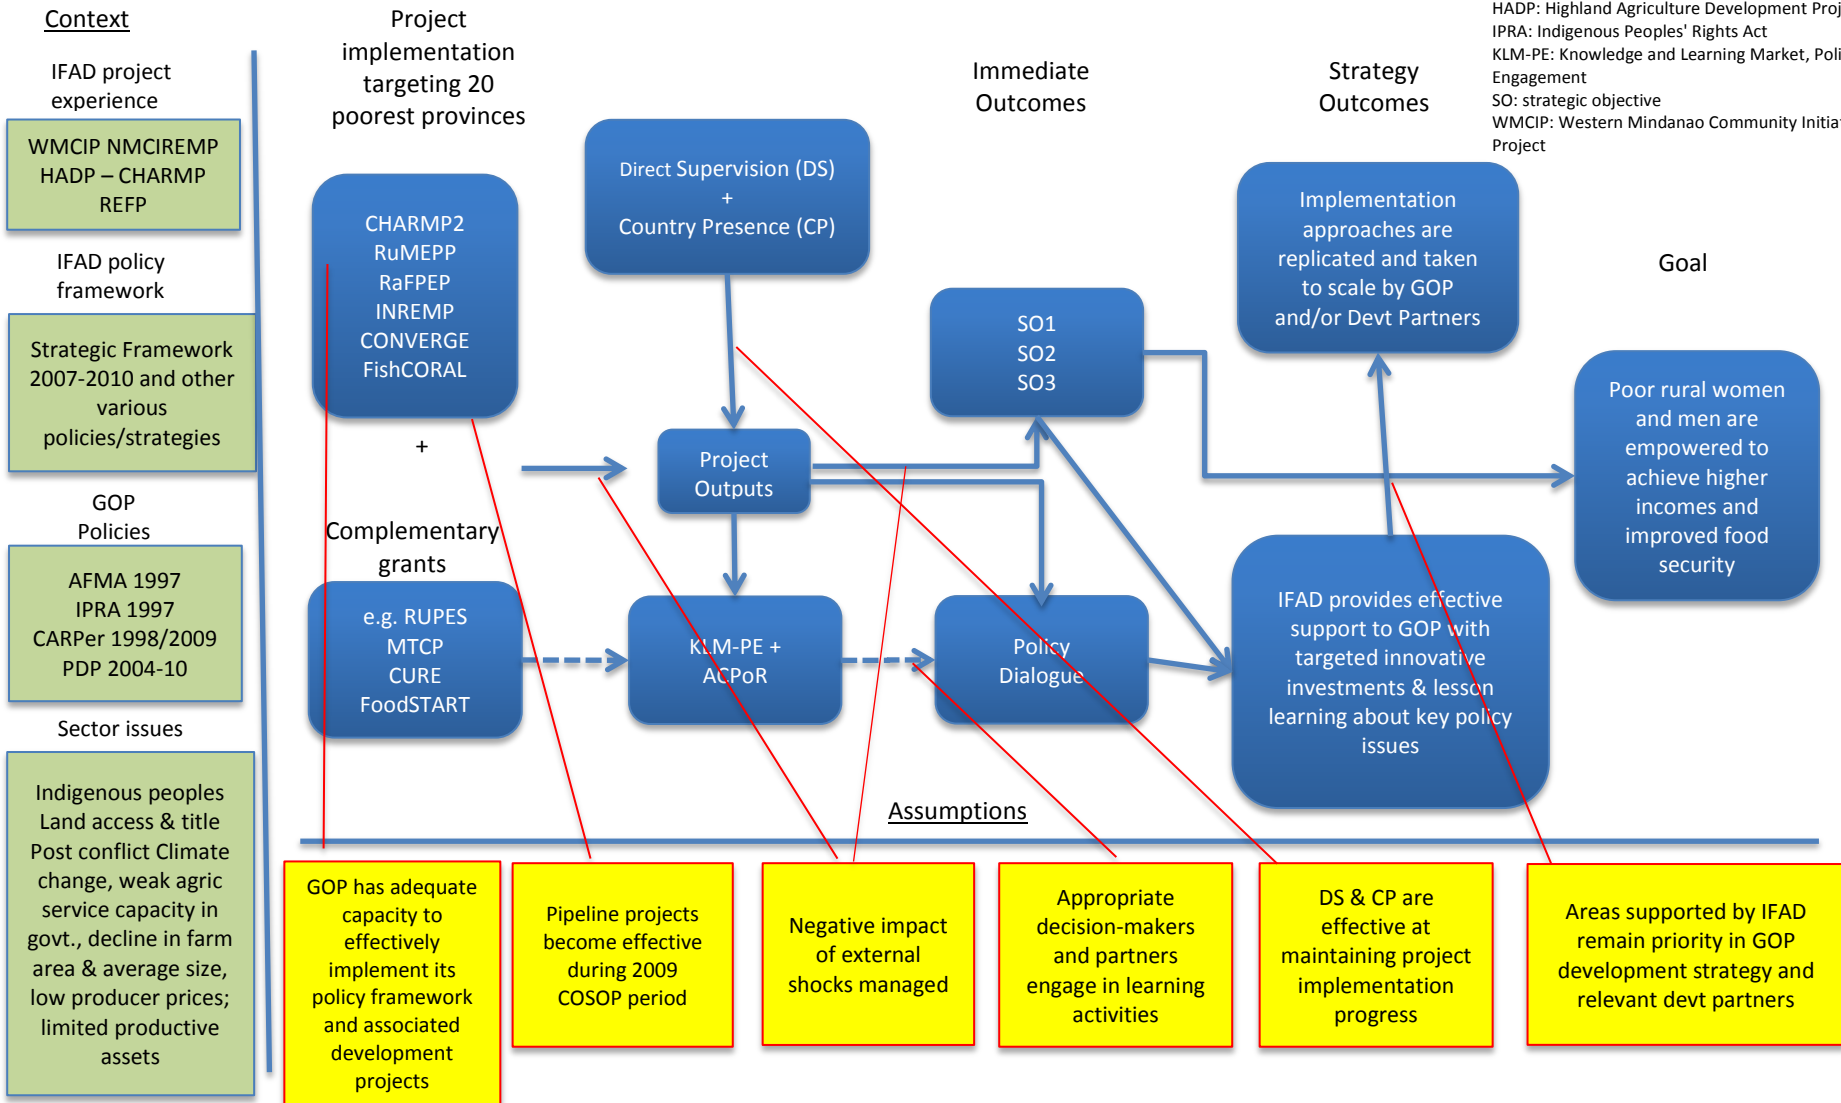 Context
IFAD project
experience
WMCIP NMCIREMP
HADP – CHARMP
REFP
IFAD policy
framework
Strategic Framework
2007-2010 and other
various
policies/strategies
GOP
Policies
AFMA 1997
IPRA 1997
CARPer 1998/2009
PDP 2004-10
Sector issues
Indigenous peoples
Land access & title
Post conflict Climate
change, weak agric
service capacity in
govt., decline in farm
area & average size,
low producer prices;
limited productive
assets
Project
implementation
targeting 20
poorest provinces
CHARMP2
RuMEPP
RaFPEP
INREMP
CONVERGE
FishCORAL
+
Complementary
grants
e.g. RUPES
MTCP
CURE
FoodSTART
Direct Supervision (DS)
+
Country Presence (CP)
Project
Outputs
KLM-PE +
ACPoR
Immediate
Outcomes
SO1
SO2
SO3
Policy
Dialogue
Strategy
Outcomes
Implementation
approaches are
replicated and taken
to scale by GOP
and/or Devt Partners
IFAD provides effective
support to GOP with
targeted innovative
investments & lesson
learning about key policy
issues
HADP: Highland Agriculture Development Proj
IPRA: Indigenous Peoples' Rights Act
KLM-PE: Knowledge and Learning Market, Poli
Engagement
SO: strategic objective
WMCIP: Western Mindanao Community Initia
Project
Goal
Poor rural women
and men are
empowered to
achieve higher
incomes and
improved food
security
Assumptions
GOP has adequate
capacity to
effectively
implement its
policy framework
and associated
development
projects
Pipeline projects
become effective
during 2009
COSOP period
Negative impact
of external
shocks managed
Appropriate
decision-makers
and partners
engage in learning
activities
DS & CP are
effective at
maintaining project
implementation
progress
Areas supported by IFAD
remain priority in GOP
development strategy and
relevant devt partners